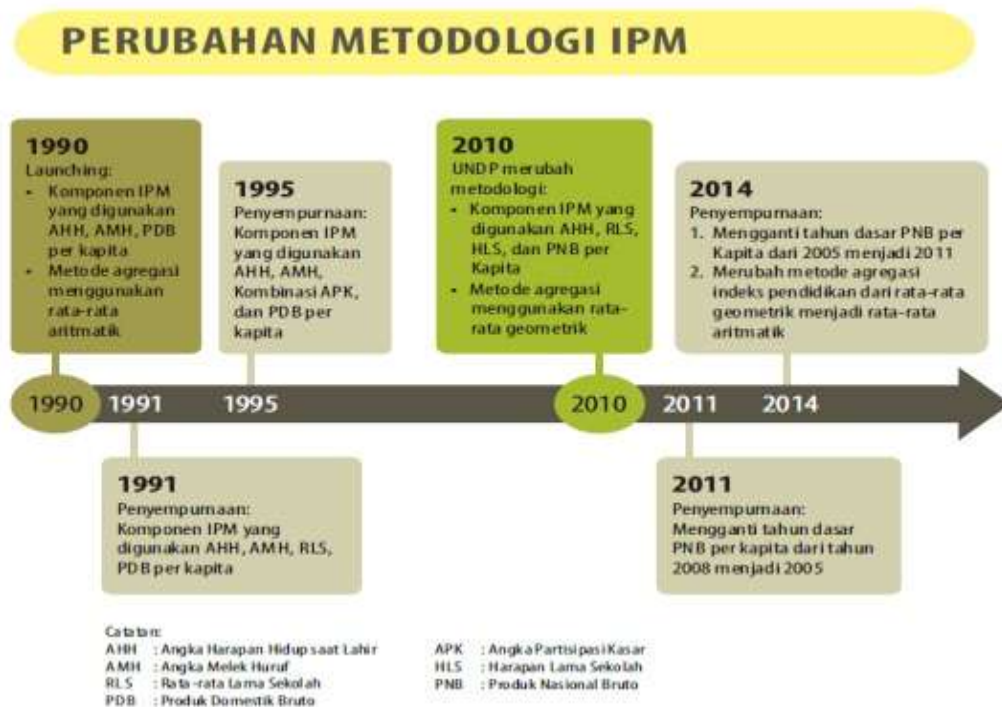 PERUBAHAN METODOLOGI IPM
1990
Launching:
• Komponen IPM
yang digunakan
AHH, AMH, PDB
per kapita
• Metode agregasi
menggunakan
rata-rata
aritmatik
1995
Penyempurnaan:
Komponen IPM
yang digunakan
AHH, AMH,
Kombinasi APK,
dan PDB per
kapita
2010
UNDP merubah
metodologi:
• Komponen IPM yang
digunakan AHH, RLS,
HLS, dan PNB per
Kapita
• Metode agregasi
menggunakan rata-
rata geometrik
2014
Penyempurnaan:
1. Mengganti tahun dasar PNB per
Kapita dari 2005 menjadi 2011
2. Merubah metode agregasi
indeks pendidikan dari rata-rata
geometrik menjadi rata-rata
aritmatik
1990 1991 1995 2010 2011 2014
1991
Penyempurnaan:
Komponen IPM yang
digunakan AHH, AMH, RLS,
PDB per kapita
2011
Penyempurnaan:
Mengganti tahun dasar
PNB per kapita dari tahun
2008 menjadi 2005
Catatan:
AHH : Angka Harapan Hidup saat Lahir
AMH : Angka Melek Huruf
RLS : Rata-rata Lama Sekolah
PDB : Produk Domestik Bruto
APK : Angka Partisipasi Kasar
HLS : Harapan Lama Sekolah
PNB : Produk Nasional Bruto